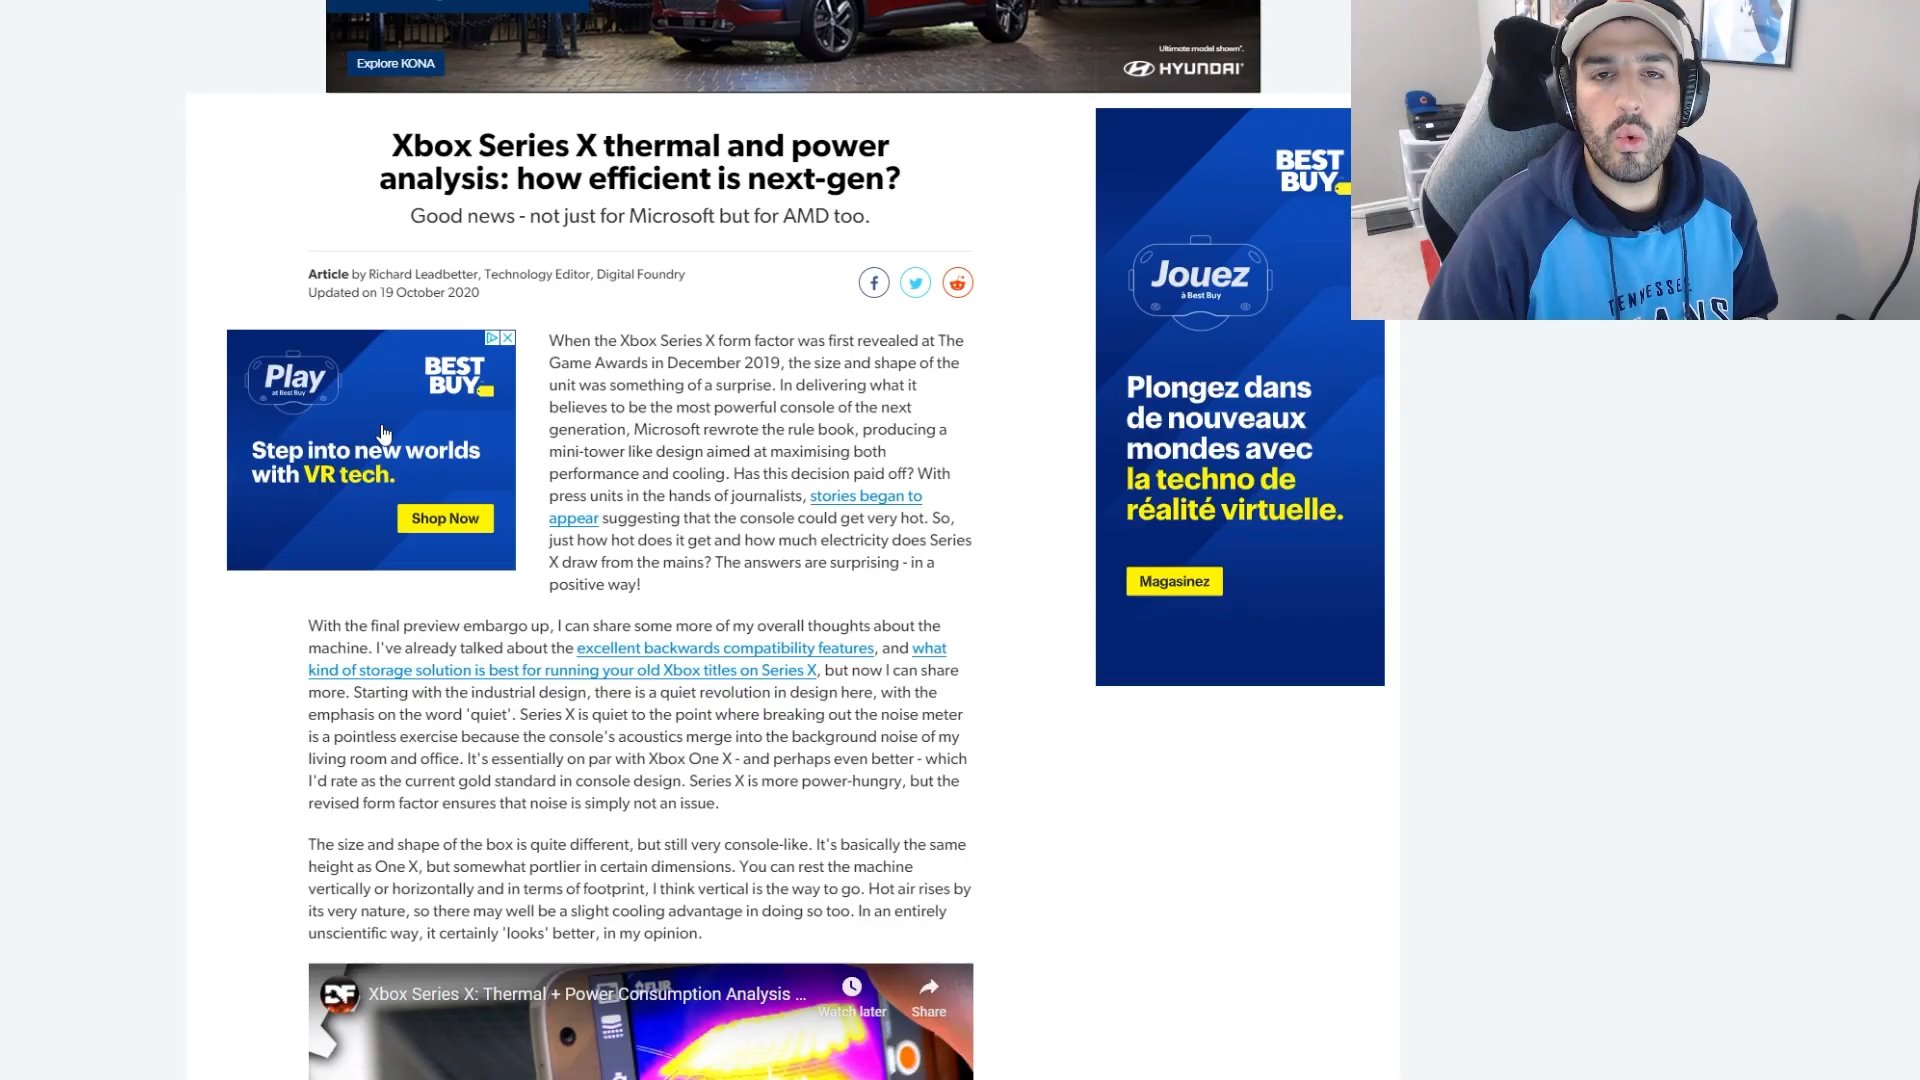 Explore KONA
Ultimate model shown*.
HYUNDAI
Xbox Series X thermal and power
analysis: how efficient is next-gen?
Good news - not just for Microsoft but for AMD too.
Article by Richard Leadbetter, Technology Editor, Digital Foundry
Updated on 19 October 2020
Play
at Best Buy
BEST
BUY
Step into new worlds
with VR tech.
Shop Now
When the Xbox Series X form factor was first revealed at The
Game Awards in December 2019, the size and shape of the
unit was something of a surprise. In delivering what it
believes to be the most powerful console of the next
generation, Microsoft rewrote the rule book, producing a
mini-tower like design aimed at maximising both
performance and cooling. Has this decision paid off? With
press units in the hands of journalists, stories began to
appear suggesting that the console could get very hot. So,
just how hot does it get and how much electricity does Series
X draw from the mains? The answers are surprising - in a
positive way!
With the final preview embargo up, I can share some more of my overall thoughts about the
machine. I've already talked about the excellent backwards compatibility features, and what
kind of storage solution is best for running your old Xbox titles on Series X, but now I can share
more. Starting with the industrial design, there is a quiet revolution in design here, with the
emphasis on the word 'quiet'. Series X is quiet to the point where breaking out the noise meter
is a pointless exercise because the console's acoustics merge into the background noise of my
living room and office. It's essentially on par with Xbox One X - and perhaps even better - which
I'd rate as the current gold standard in console design. Series X is more power-hungry, but the
revised form factor ensures that noise is simply not an issue.
The size and shape of the box is quite different, but still very console-like. It's basically the same
height as One X, but somewhat portlier in certain dimensions. You can rest the machine
vertically or horizontally and in terms of footprint, I think vertical is the way to go. Hot air rises by
its very nature, so there may well be a slight cooling advantage in doing so too. In an entirely
unscientific way, it certainly 'looks' better, in my opinion.
DF
Xbox Series X: Thermal + Power Consumption Analysis ...
Watch later
Share
FLIR
BEST
BUY
Jouez
à Best Buy
Plongez dans
de nouveaux
mondes avec
la techno de
réalité virtuelle.
Magasinez
TENNESSEE
ANS